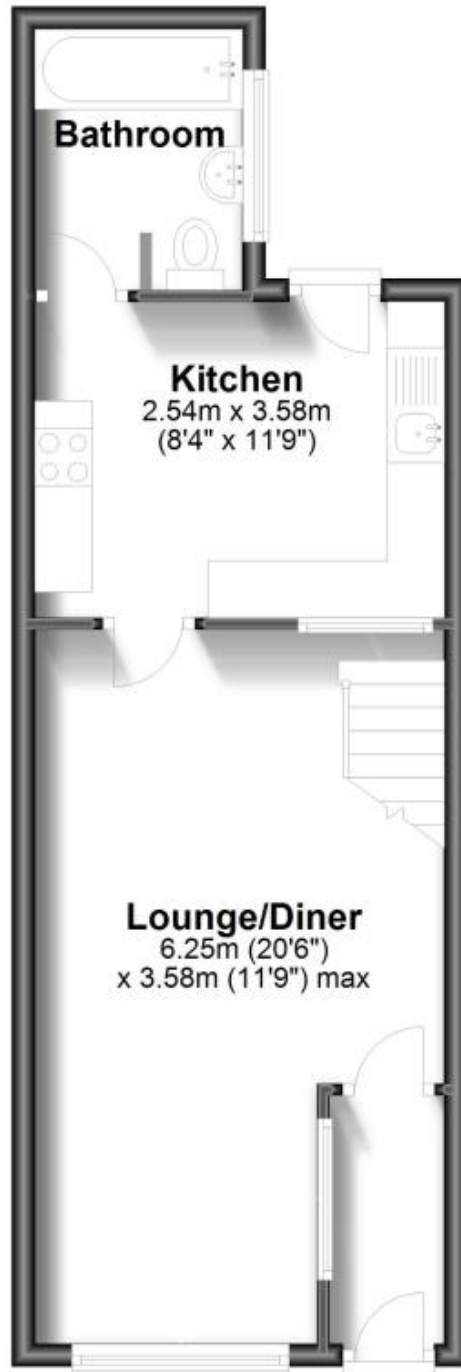 Bathroom
Kitchen
2.54m x 3.58m
(8'4" x 11'9")
Lounge/Diner
6.25m (20'6")
x 3.58m (11'9") max